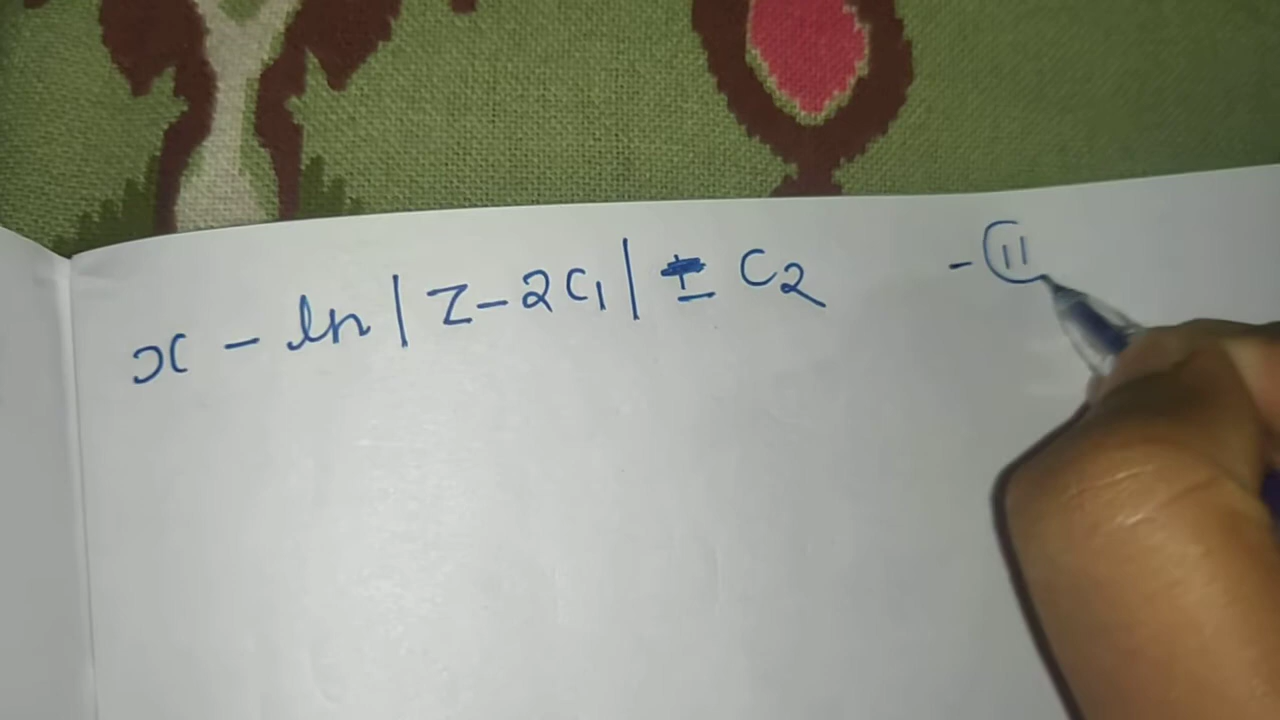 x - ln | z - 2c₁ | = c₂ - (11)